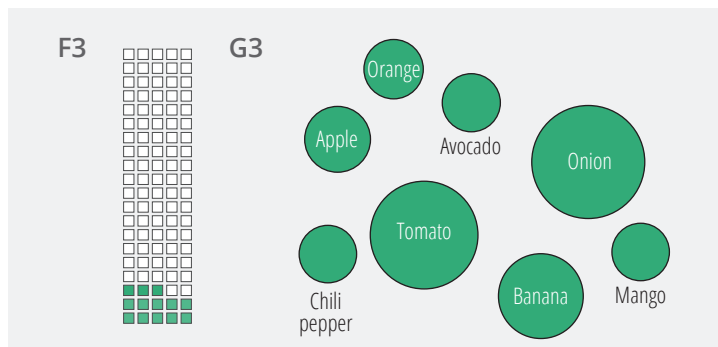 F3
G3
Orange
Apple
Avocado
Onion
Tomato
Chili
pepper
Banana
Mango